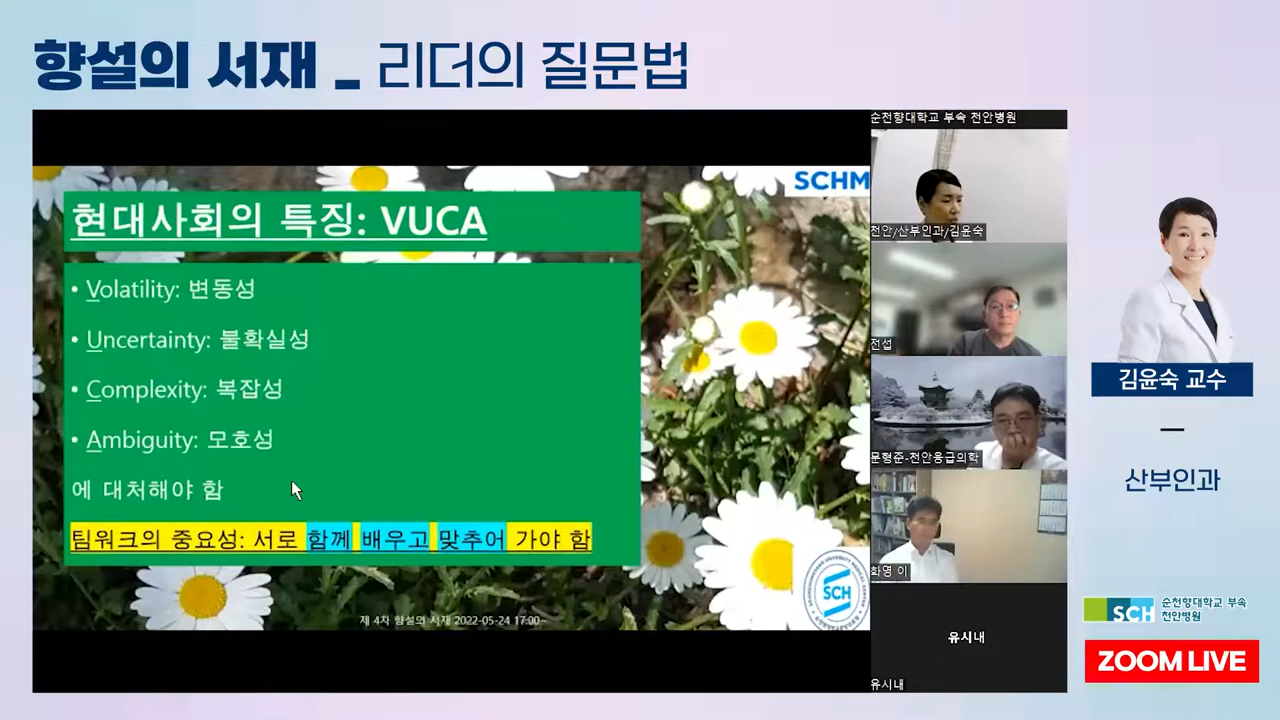 향설의 서재 _ 리더의 질문법
SCHM
현대사회의 특징: VUCA
• Volatility: 변동성
• Uncertainty: 불확실성
• Complexity: 복잡성
• Ambiguity: 모호성
에 대처해야 함
팀워크의 중요성: 서로 함께 배우고 맞추어 가야 함
SCH
제 4차 향설의 서재 2022-05-24 17:00~
순천향대학교 부속 천안병원
천안/산부인과/김윤숙
전섭
문형준-천안응급의학
화영 이
유시내
유시내
김윤숙 교수
산부인과
SCH 순천향대학교 부속
천안병원
ZOOM LIVE